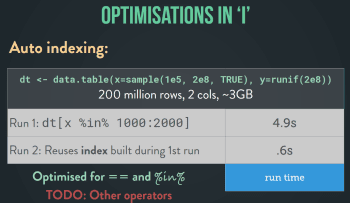 OPTIMISATIONS IN 'I'
Auto indexing:
dt <- data.table(x=sample(1e5, 2e8, TRUE), y=runif(2e8))
200 million rows, 2 cols, ~3GB
Run 1: dt[x %in% 1000:2000] 4.9s
Run 2: Reuses index built during 1st run .6s
Optimised for == and %in% run time
TODO: Other operators